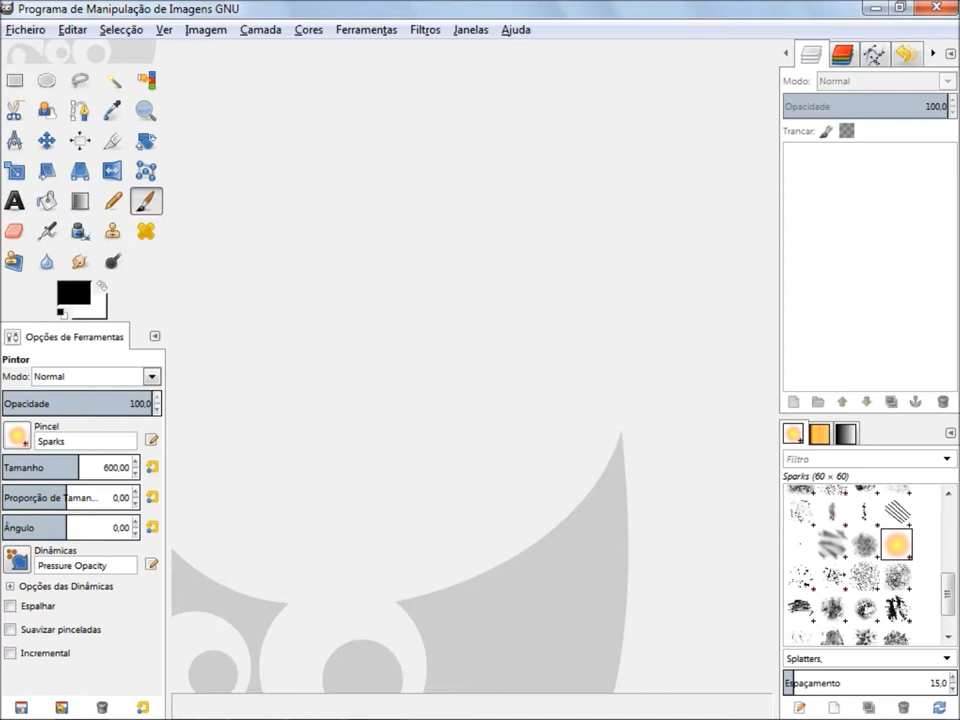 Programa de Manipulação de Imagens GNU
Ficheiro Editar Selecção Ver Imagem Camada Cores Ferramentas Filtros Janelas Ajuda
Modo: Normal
Opacidade 100,0
Trancar:
Opções de Ferramentas
Pintor
Modo: Normal
Opacidade 100,0
Pincel
Sparks
Tamanho 600,00
Proporção de Taman... 0,00
Ângulo 0,00
Dinâmicas
Pressure Opacity
Opções das Dinâmicas
Espalhar
Suavizar pinceladas
Incremental
Filtro
Sparks (60 × 60)
Splatters,
Espaçamento 15,0